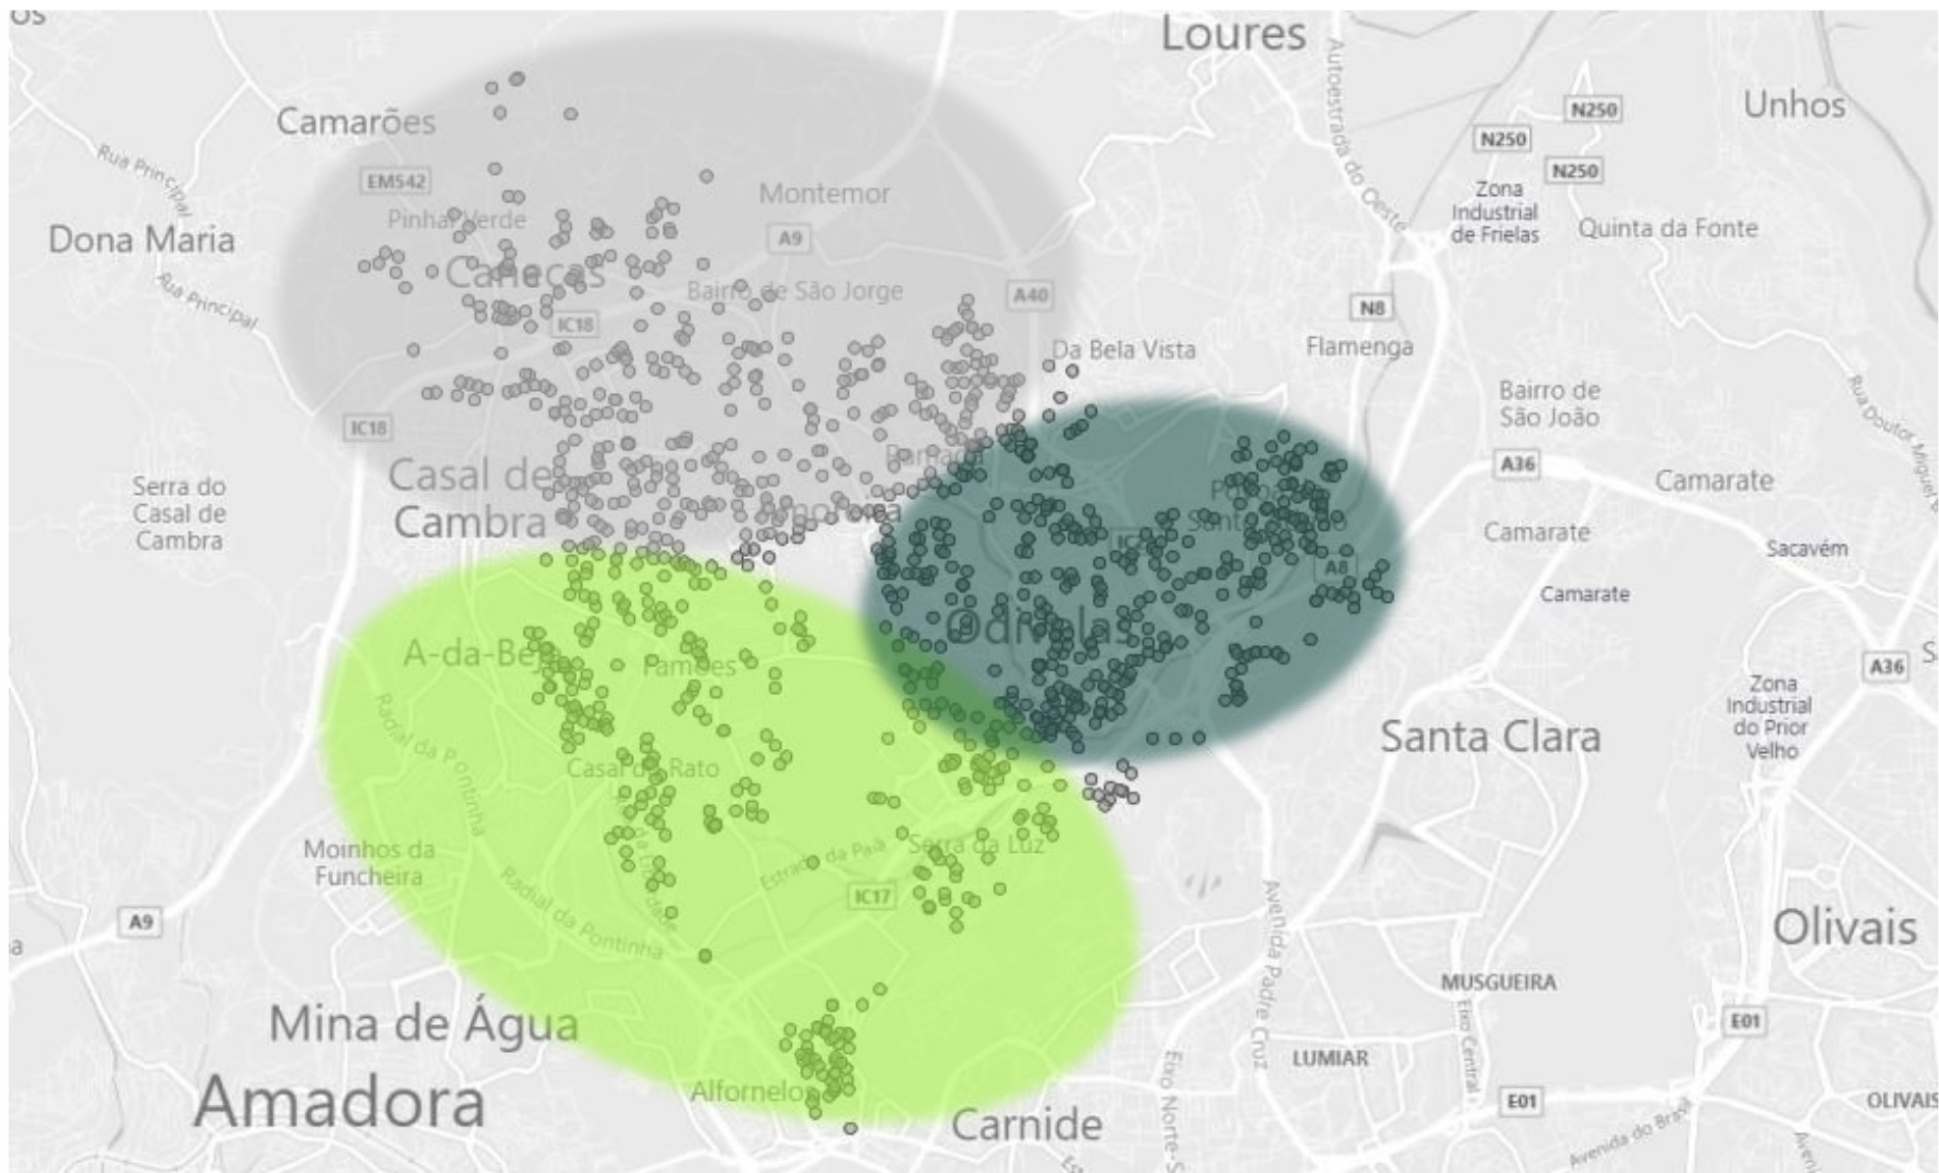 Loures
Camarões
N250
Unhos
N250
N250
Rua Principal
EM542
Montemor
Autoestrada do Oeste
Zona
Industrial
de Frielas
Pinhal Verde
Dona Maria
A9
Quinta da Fonte
Caneças
Bairro de São Jorge
A40
Rua Principal
IC18
N8
Da Bela Vista
Flamenga
Bairro de
São João
IC18
A36
Casal de
Cambra
Camarate
Serra do
Casal de
Cambra
Camarate
Sacavém
A8
Camarate
Odivelas
A-da-Beja
Famões
A36
Radial da Pontinha
Zona
Industrial
do Prior
Velho
Santa Clara
Casal do Rato
Moinhos da
Funcheira
Estrada da Paiã
Serra da Luz
IC17
Radial da Pontinha
A9
Avenida Padre Cruz
Olivais
MUSGUEIRA
Mina de Água
E01
Eixo Central
LUMIAR
Amadora
Alfornelos
Carnide
Eixo Norte-S
E01
OLIVAIS
Avenida do Brasil